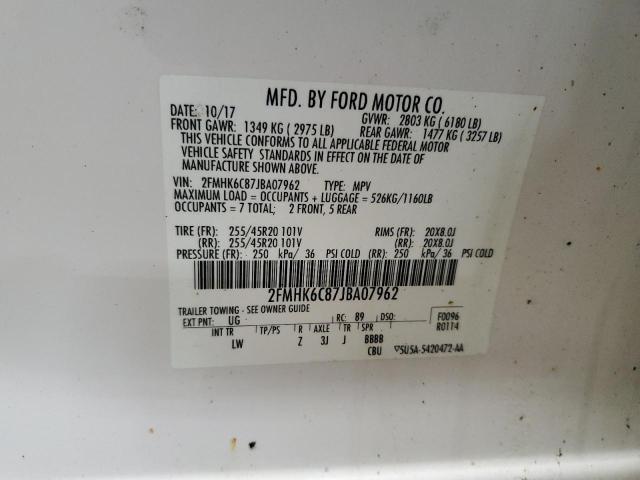 MFD. BY FORD MOTOR CO.
DATE: 10/17 GVWR: 2803 KG ( 6180 LB)
FRONT GAWR: 1349 KG ( 2975 LB) REAR GAWR: 1477 KG ( 3257 LB)
THIS VEHICLE CONFORMS TO ALL APPLICABLE FEDERAL MOTOR
VEHICLE SAFETY STANDARDS IN EFFECT ON THE DATE OF
MANUFACTURE SHOWN ABOVE.
VIN: 2FMHK6C87JBA07962 TYPE: MPV
MAXIMUM LOAD = OCCUPANTS + LUGGAGE = 526KG/1160LB
OCCUPANTS = 7 TOTAL; 2 FRONT, 5 REAR
TIRE (FR): 255/45R20 101V RIMS (FR): 20X8.0J
(RR): 255/45R20 101V (RR): 20X8.0J
PRESSURE (FR): 250 kPa/ 36 PSI COLD (RR): 250 kPa/ 36 PSI COLD
2FMHK6C87JBA07962
TRAILER TOWING - SEE OWNER GUIDE
EXT PNT: UG RC: 89 DSO: F0096
INT TR TP/PS R AXLE TR SPR R0114
LW Z 3J J BBBB
CBU 5U5A-5420472-AA